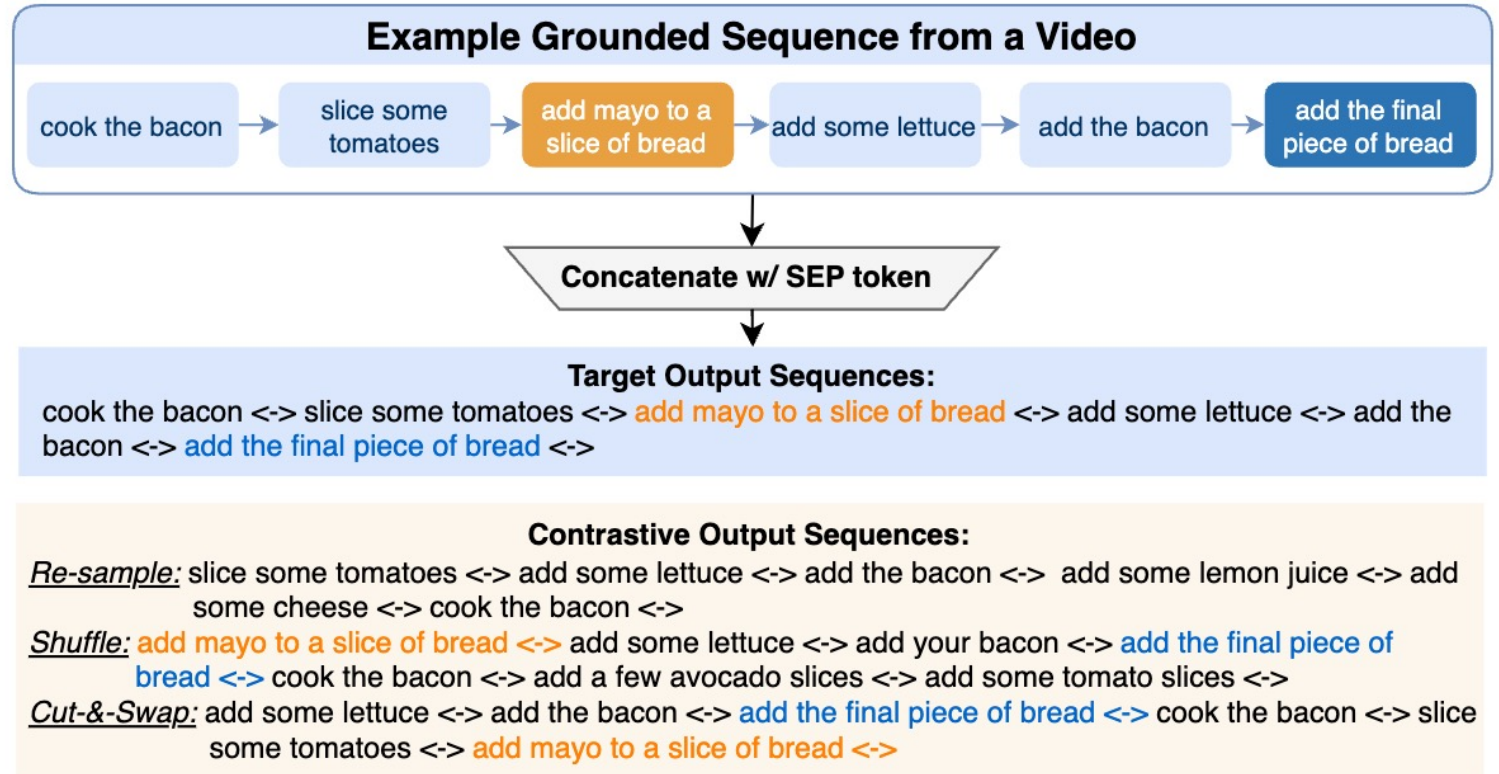 Example Grounded Sequence from a Video
cook the bacon
slice some
tomatoes
add mayo to a
slice of bread
add some lettuce
add the bacon
add the final
piece of bread
Concatenate w/ SEP token
Target Output Sequences:
cook the bacon <-> slice some tomatoes <-> add mayo to a slice of bread <-> add some lettuce <-> add the
bacon <-> add the final piece of bread <->
Contrastive Output Sequences:
Re-sample: slice some tomatoes <-> add some lettuce <-> add the bacon <-> add some lemon juice <-> add
some cheese <-> cook the bacon <->
Shuffle: add mayo to a slice of bread <-> add some lettuce <-> add your bacon <-> add the final piece of
bread <-> cook the bacon <-> add a few avocado slices <-> add some tomato slices <->
Cut-&-Swap: add some lettuce <-> add the bacon <-> add the final piece of bread <-> cook the bacon <-> slice
some tomatoes <-> add mayo to a slice of bread <->